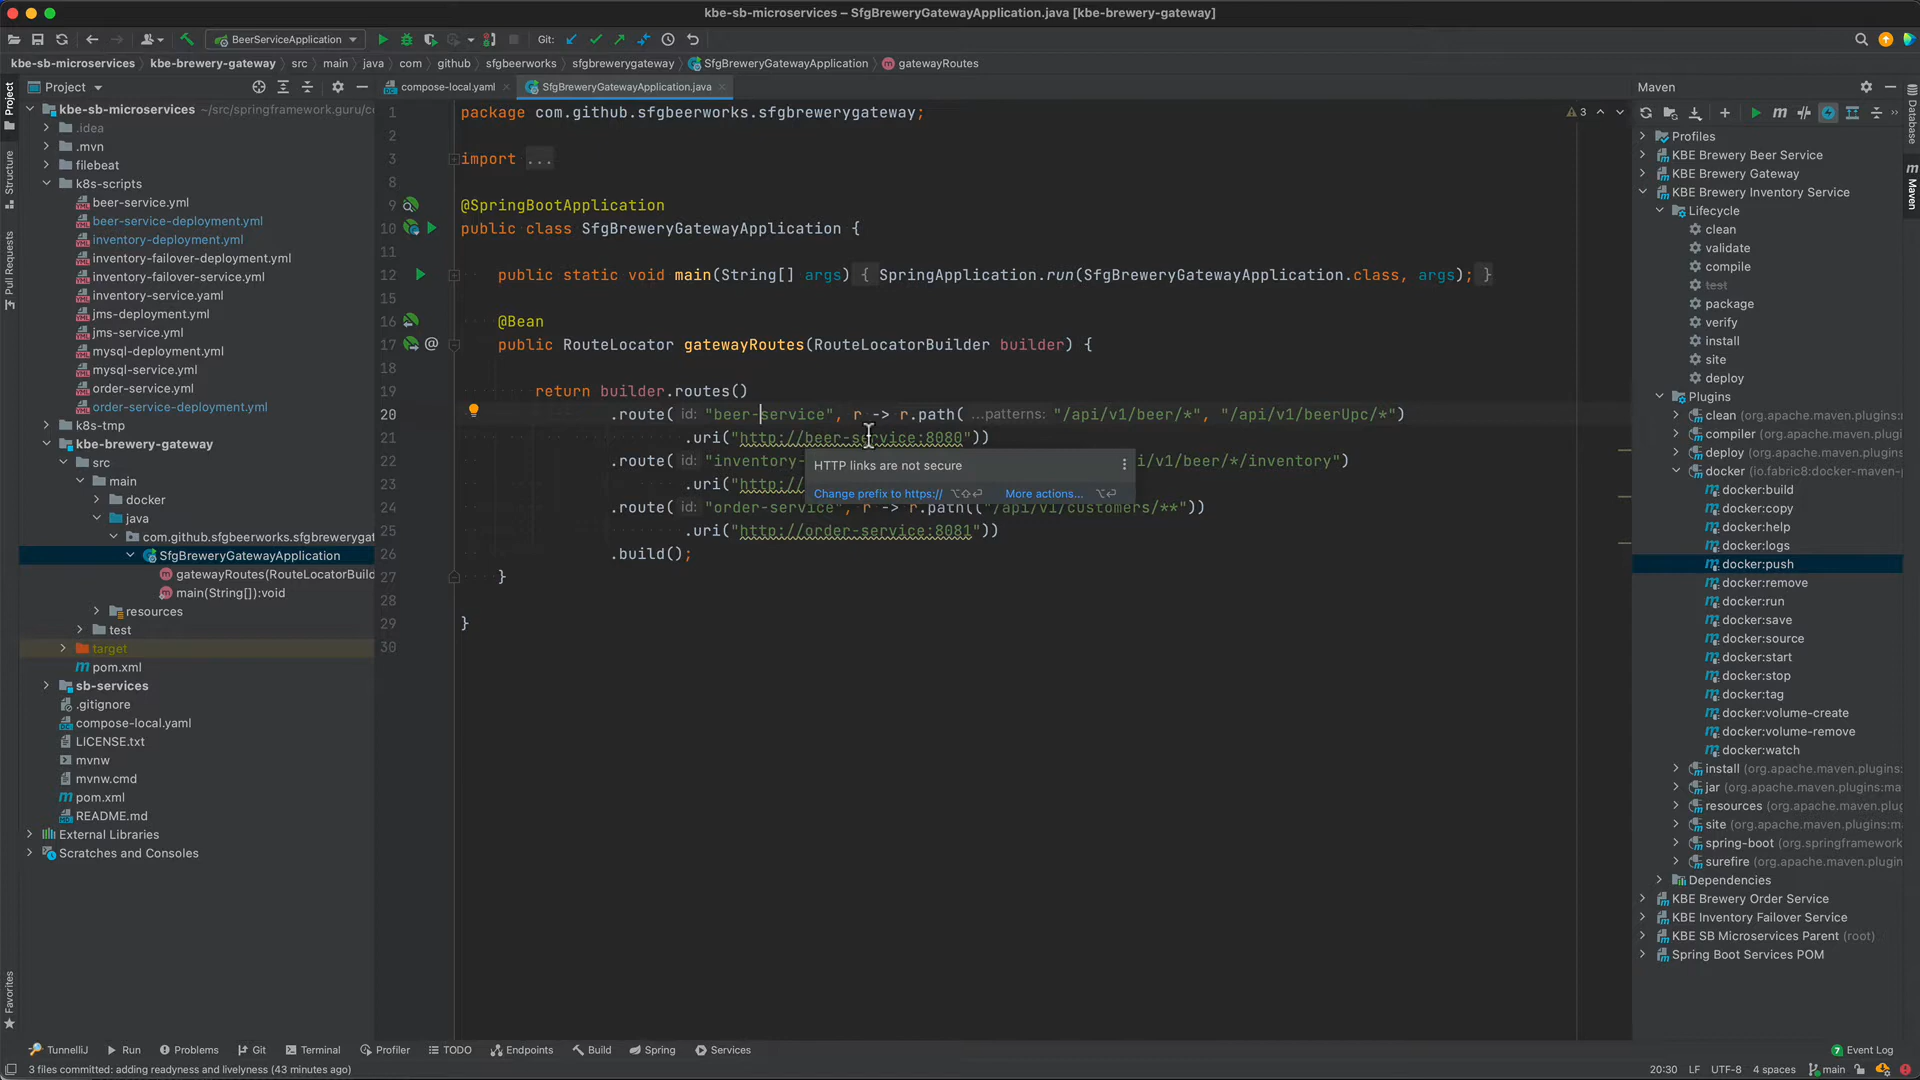 kbe-sb-microservices – SfgBreweryGatewayApplication.java [kbe-brewery-gateway]
BeerServiceApplication
Git:
kbe-sb-microservices
kbe-brewery-gateway
src
main
java
com
github
sfgbeerworks
sfgbrewerygateway
SfgBreweryGatewayApplication
gatewayRoutes
Project
Project
Structure
Pull Requests
Favorites
kbe-sb-microservices ~/src/springframework.guru/co
.idea
.mvn
filebeat
k8s-scripts
beer-service.yml
beer-service-deployment.yml
inventory-deployment.yml
inventory-failover-deployment.yml
inventory-failover-service.yml
inventory-service.yaml
jms-deployment.yml
jms-service.yml
mysql-deployment.yml
mysql-service.yml
order-service.yml
order-service-deployment.yml
k8s-tmp
kbe-brewery-gateway
src
main
docker
java
com.github.sfgbeerworks.sfgbrewerygat
SfgBreweryGatewayApplication
gatewayRoutes(RouteLocatorBuild
main(String[]):void
resources
test
target
pom.xml
sb-services
.gitignore
compose-local.yaml
LICENSE.txt
mvnw
mvnw.cmd
pom.xml
README.md
External Libraries
Scratches and Consoles
compose-local.yaml
SfgBreweryGatewayApplication.java
3
1 package com.github.sfgbeerworks.sfgbrewerygateway;
2
3 import ...
8
9 @SpringBootApplication
10 public class SfgBreweryGatewayApplication {
11
12 public static void main(String[] args) { SpringApplication.run(SfgBreweryGatewayApplication.class, args); }
15
16 @Bean
17 @ public RouteLocator gatewayRoutes(RouteLocatorBuilder builder) {
18
19 return builder.routes()
20 .route( id: "beer-service", r -> r.path( ...patterns: "/api/v1/beer/*", "/api/v1/beerUpc/*")
21 .uri("http://beer-service:8080"))
22 .route( id: "inventory- i/v1/beer/*/inventory")
23 .uri("http://
24 .route( id: "order-service", r -> r.path(("/api/v1/customers/**"))
25 .uri("http://order-service:8081"))
26 .build();
27 }
28
29 }
30
HTTP links are not secure
Change prefix to https:// ⌥⇧⏎ More actions... ⌥⏎
Maven
Profiles
KBE Brewery Beer Service
KBE Brewery Gateway
KBE Brewery Inventory Service
Lifecycle
clean
validate
compile
test
package
verify
install
site
deploy
Plugins
clean (org.apache.maven.plugins:m
compiler (org.apache.maven.plugin
deploy (org.apache.maven.plugins:
docker (io.fabric8:docker-maven-p
docker:build
docker:copy
docker:help
docker:logs
docker:push
docker:remove
docker:run
docker:save
docker:source
docker:start
docker:stop
docker:tag
docker:volume-create
docker:volume-remove
docker:watch
install (org.apache.maven.plugins:
jar (org.apache.maven.plugins:mav
resources (org.apache.maven.plug
site (org.apache.maven.plugins:m
spring-boot (org.springframework
surefire (org.apache.maven.plugin
Dependencies
KBE Brewery Order Service
KBE Inventory Failover Service
KBE SB Microservices Parent (root)
Spring Boot Services POM
Database
Maven
TunnelliJ
Run
Problems
Git
Terminal
Profiler
TODO
Endpoints
Build
Spring
Services
7 Event Log
3 files committed: adding readyness and livelyness (43 minutes ago)
20:30 LF UTF-8 4 spaces main